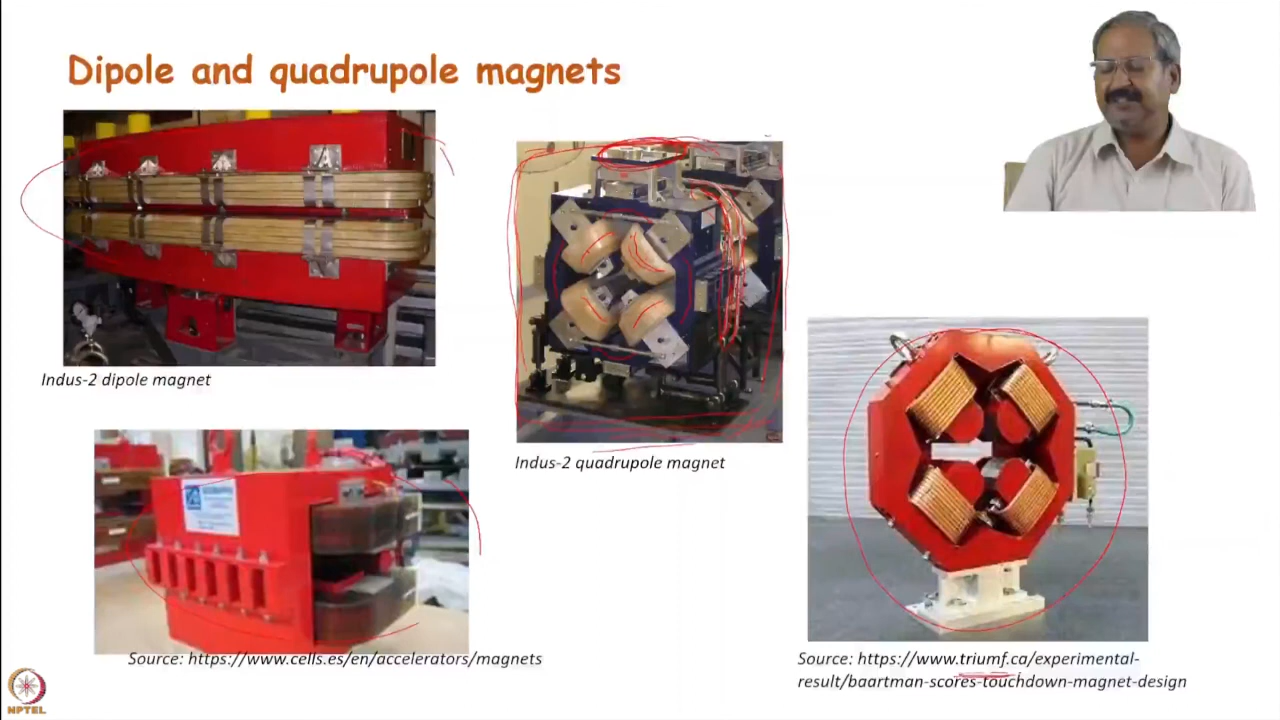 Dipole and quadrupole magnets
Indus-2 dipole magnet
Indus-2 quadrupole magnet
Source: https://www.cells.es/en/accelerators/magnets
Source: https://www.triumf.ca/experimental-
result/baartman-scores-touchdown-magnet-design
NPTEL